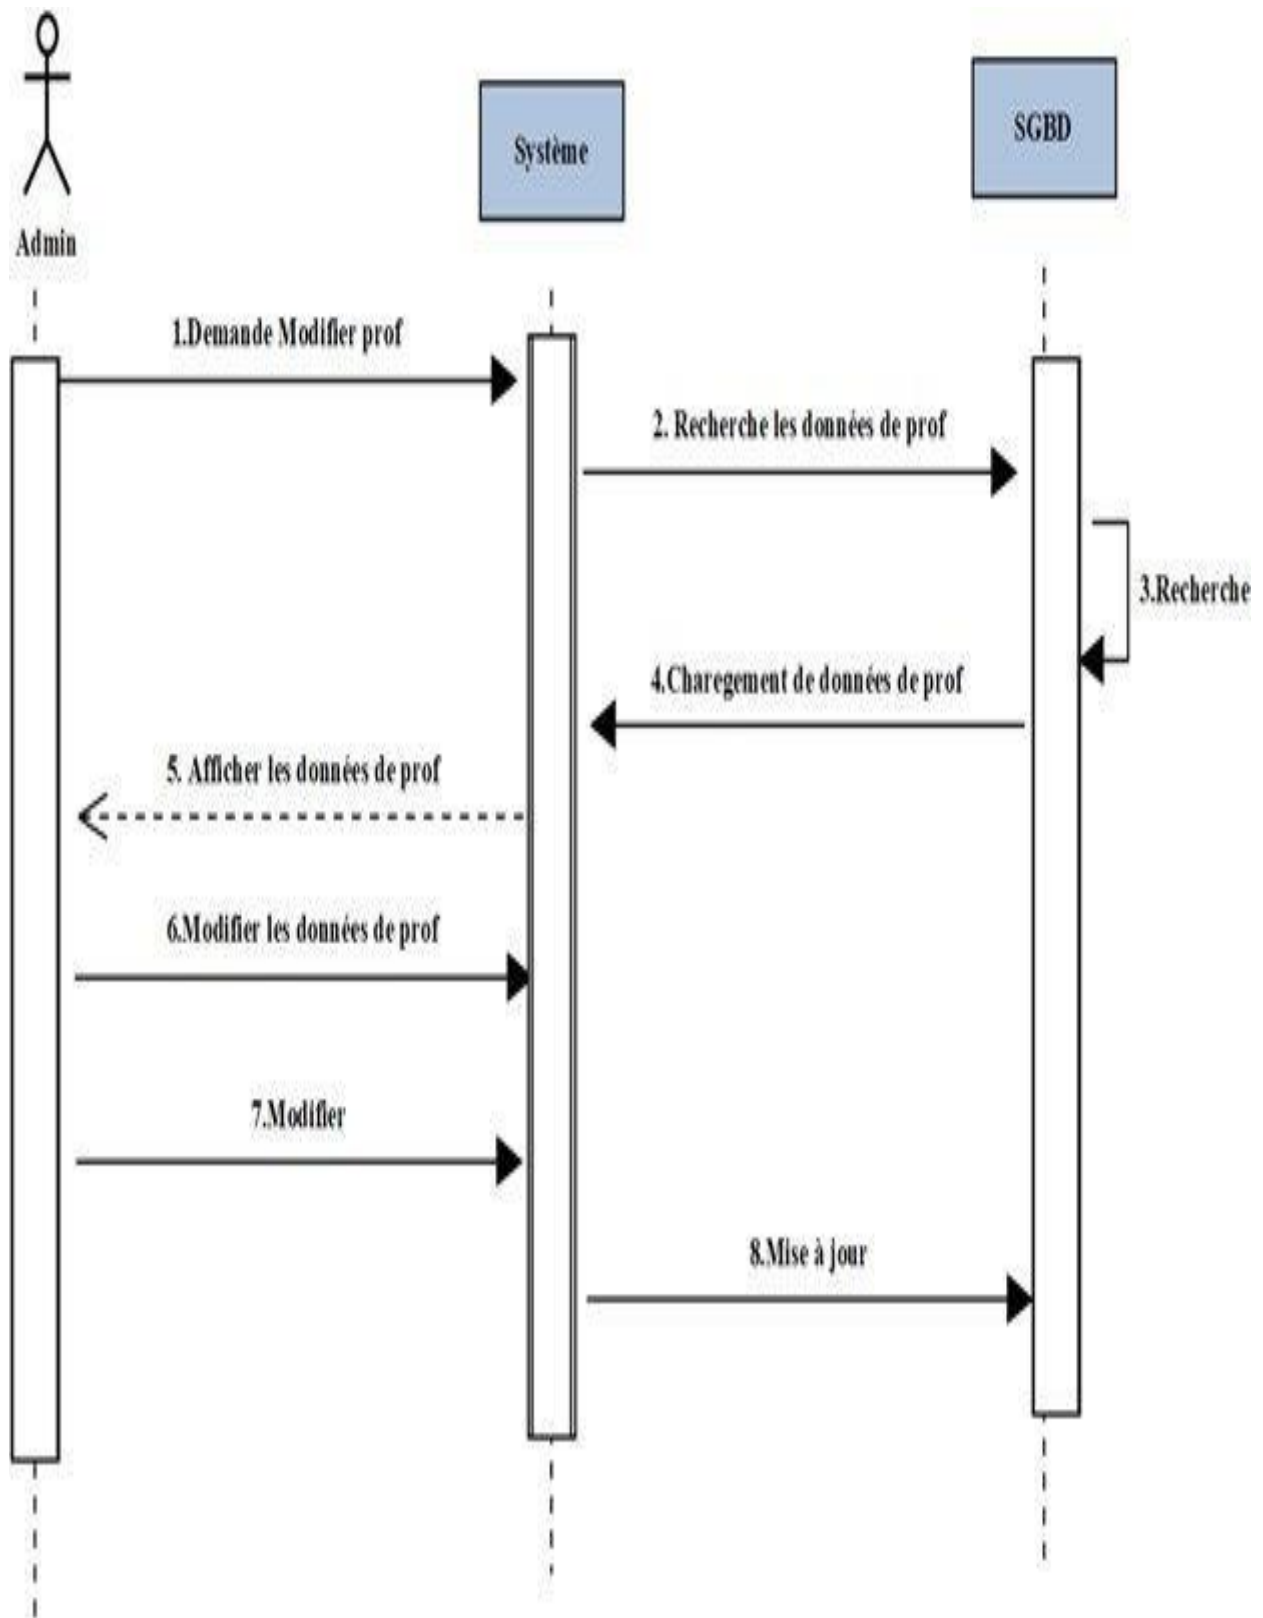 Système
SGBD
Admin
1.Demande Modifier prof
2. Recherche les données de prof
3.Recherche
4.Charegement de données de prof
5. Afficher les données de prof
6.Modifier les données de prof
7.Modifier
8.Mise à jour